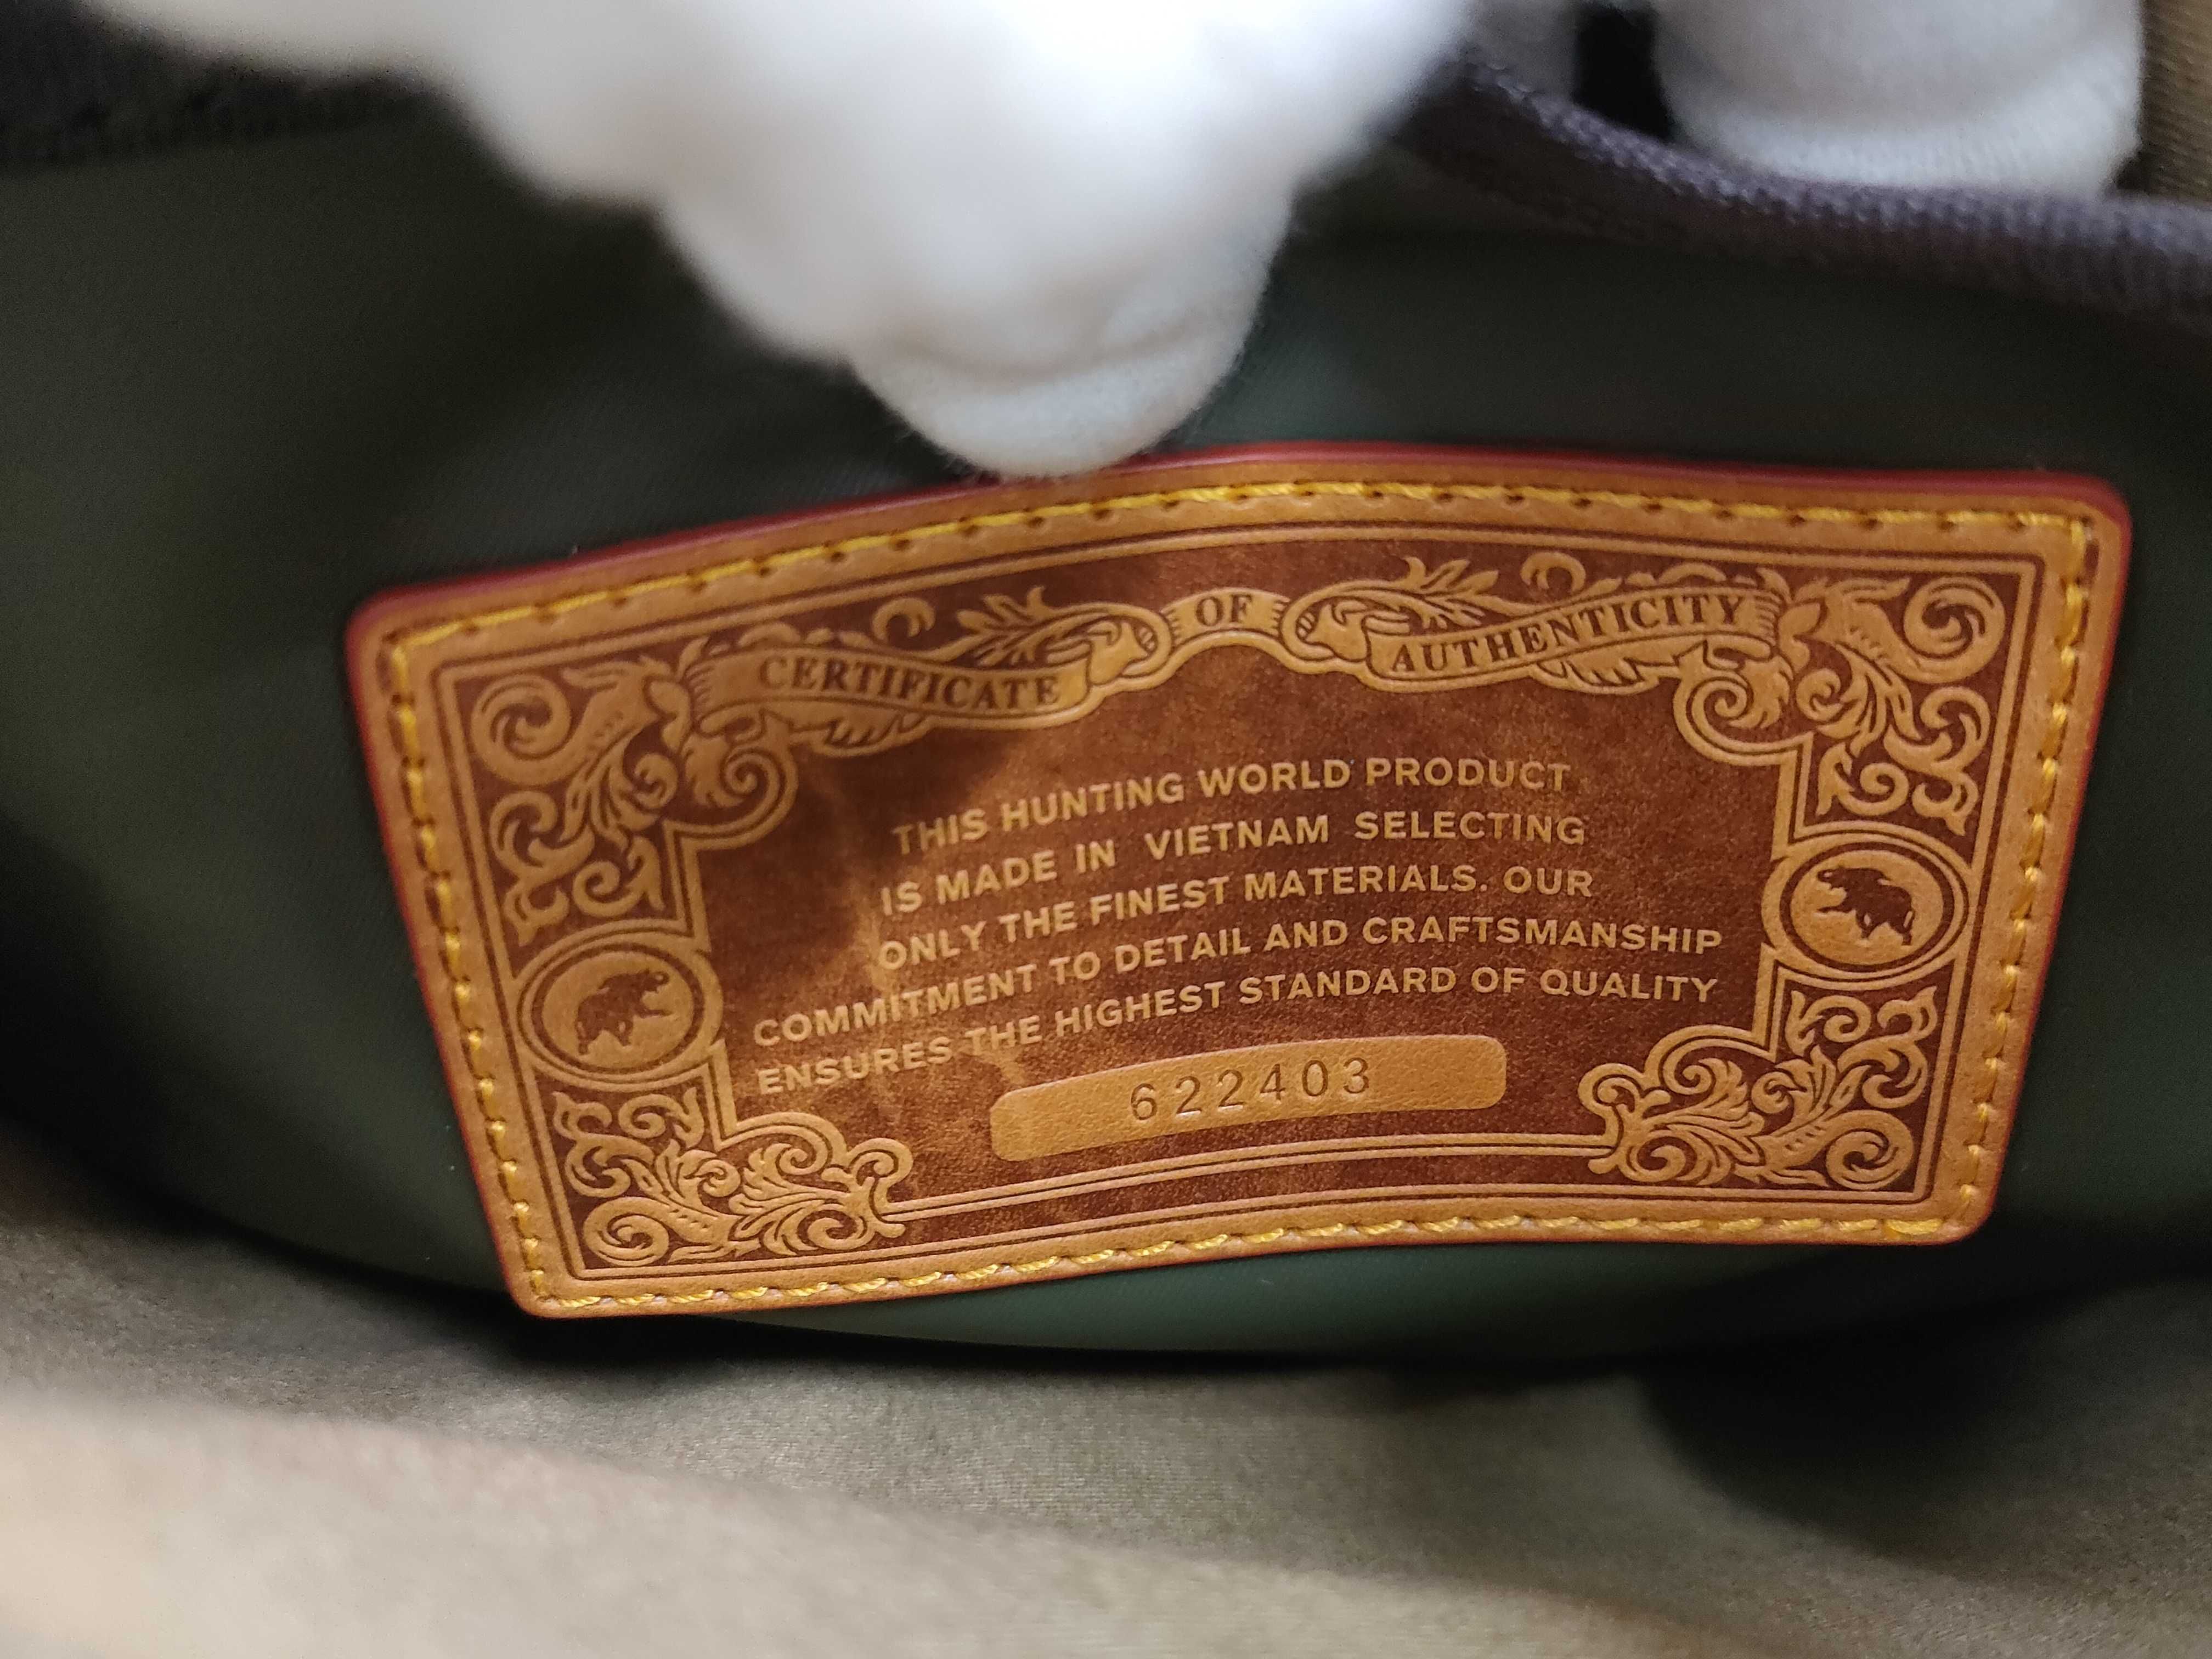 CERTIFICATE OF AUTHENTICITY
THIS HUNTING WORLD PRODUCT
IS MADE IN VIETNAM SELECTING
ONLY THE FINEST MATERIALS. OUR
COMMITMENT TO DETAIL AND CRAFTSMANSHIP
ENSURES THE HIGHEST STANDARD OF QUALITY
622403